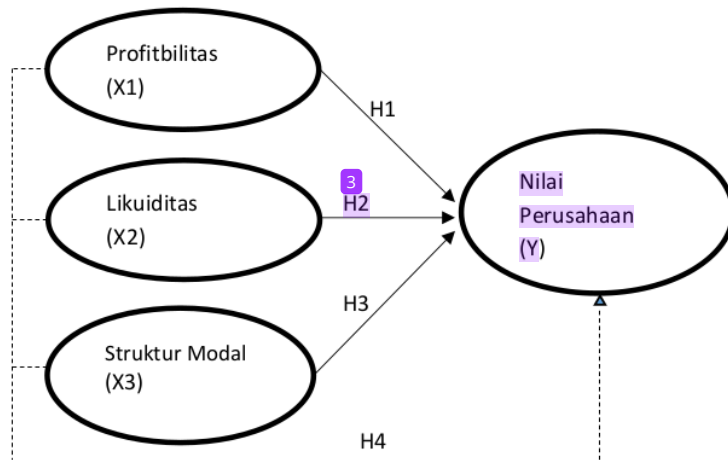 Profitbilitas
(X1)
H1
3
H2
Likuiditas
(X2)
Nilai
Perusahaan
(Y)
H3
Struktur Modal
(X3)
H4